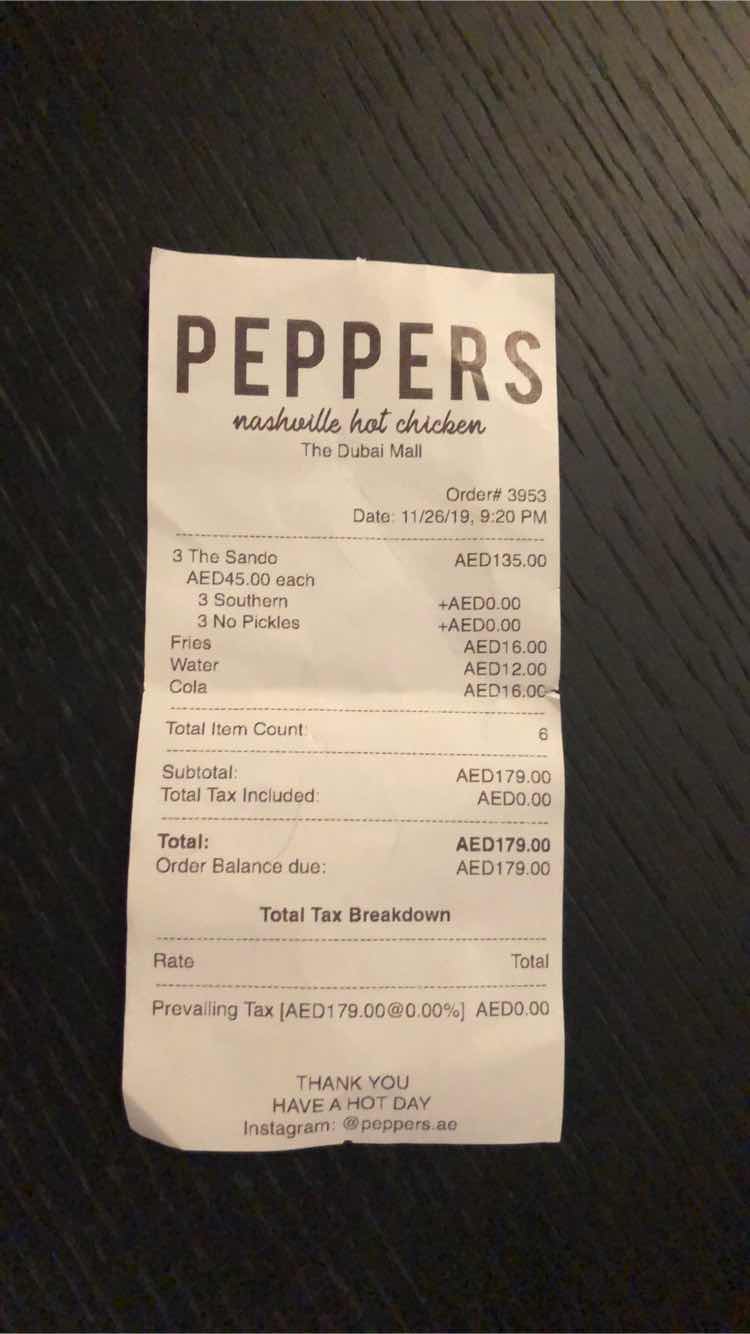 PEPPERS
nashville hot chicken
The Dubai Mall
Order# 3953
Date: 11/26/19, 9:20 PM
3 The Sando AED135.00
AED45.00 each
3 Southern +AED0.00
3 No Pickles +AED0.00
Fries AED16.00
Water AED12.00
Cola AED16.00
Total Item Count: 6
Subtotal: AED179.00
Total Tax Included: AED0.00
Total: AED179.00
Order Balance due: AED179.00
Total Tax Breakdown
Rate Total
Prevailing Tax [AED179.00@0.00%] AED0.00
THANK YOU
HAVE A HOT DAY
Instagram: @peppers.ae